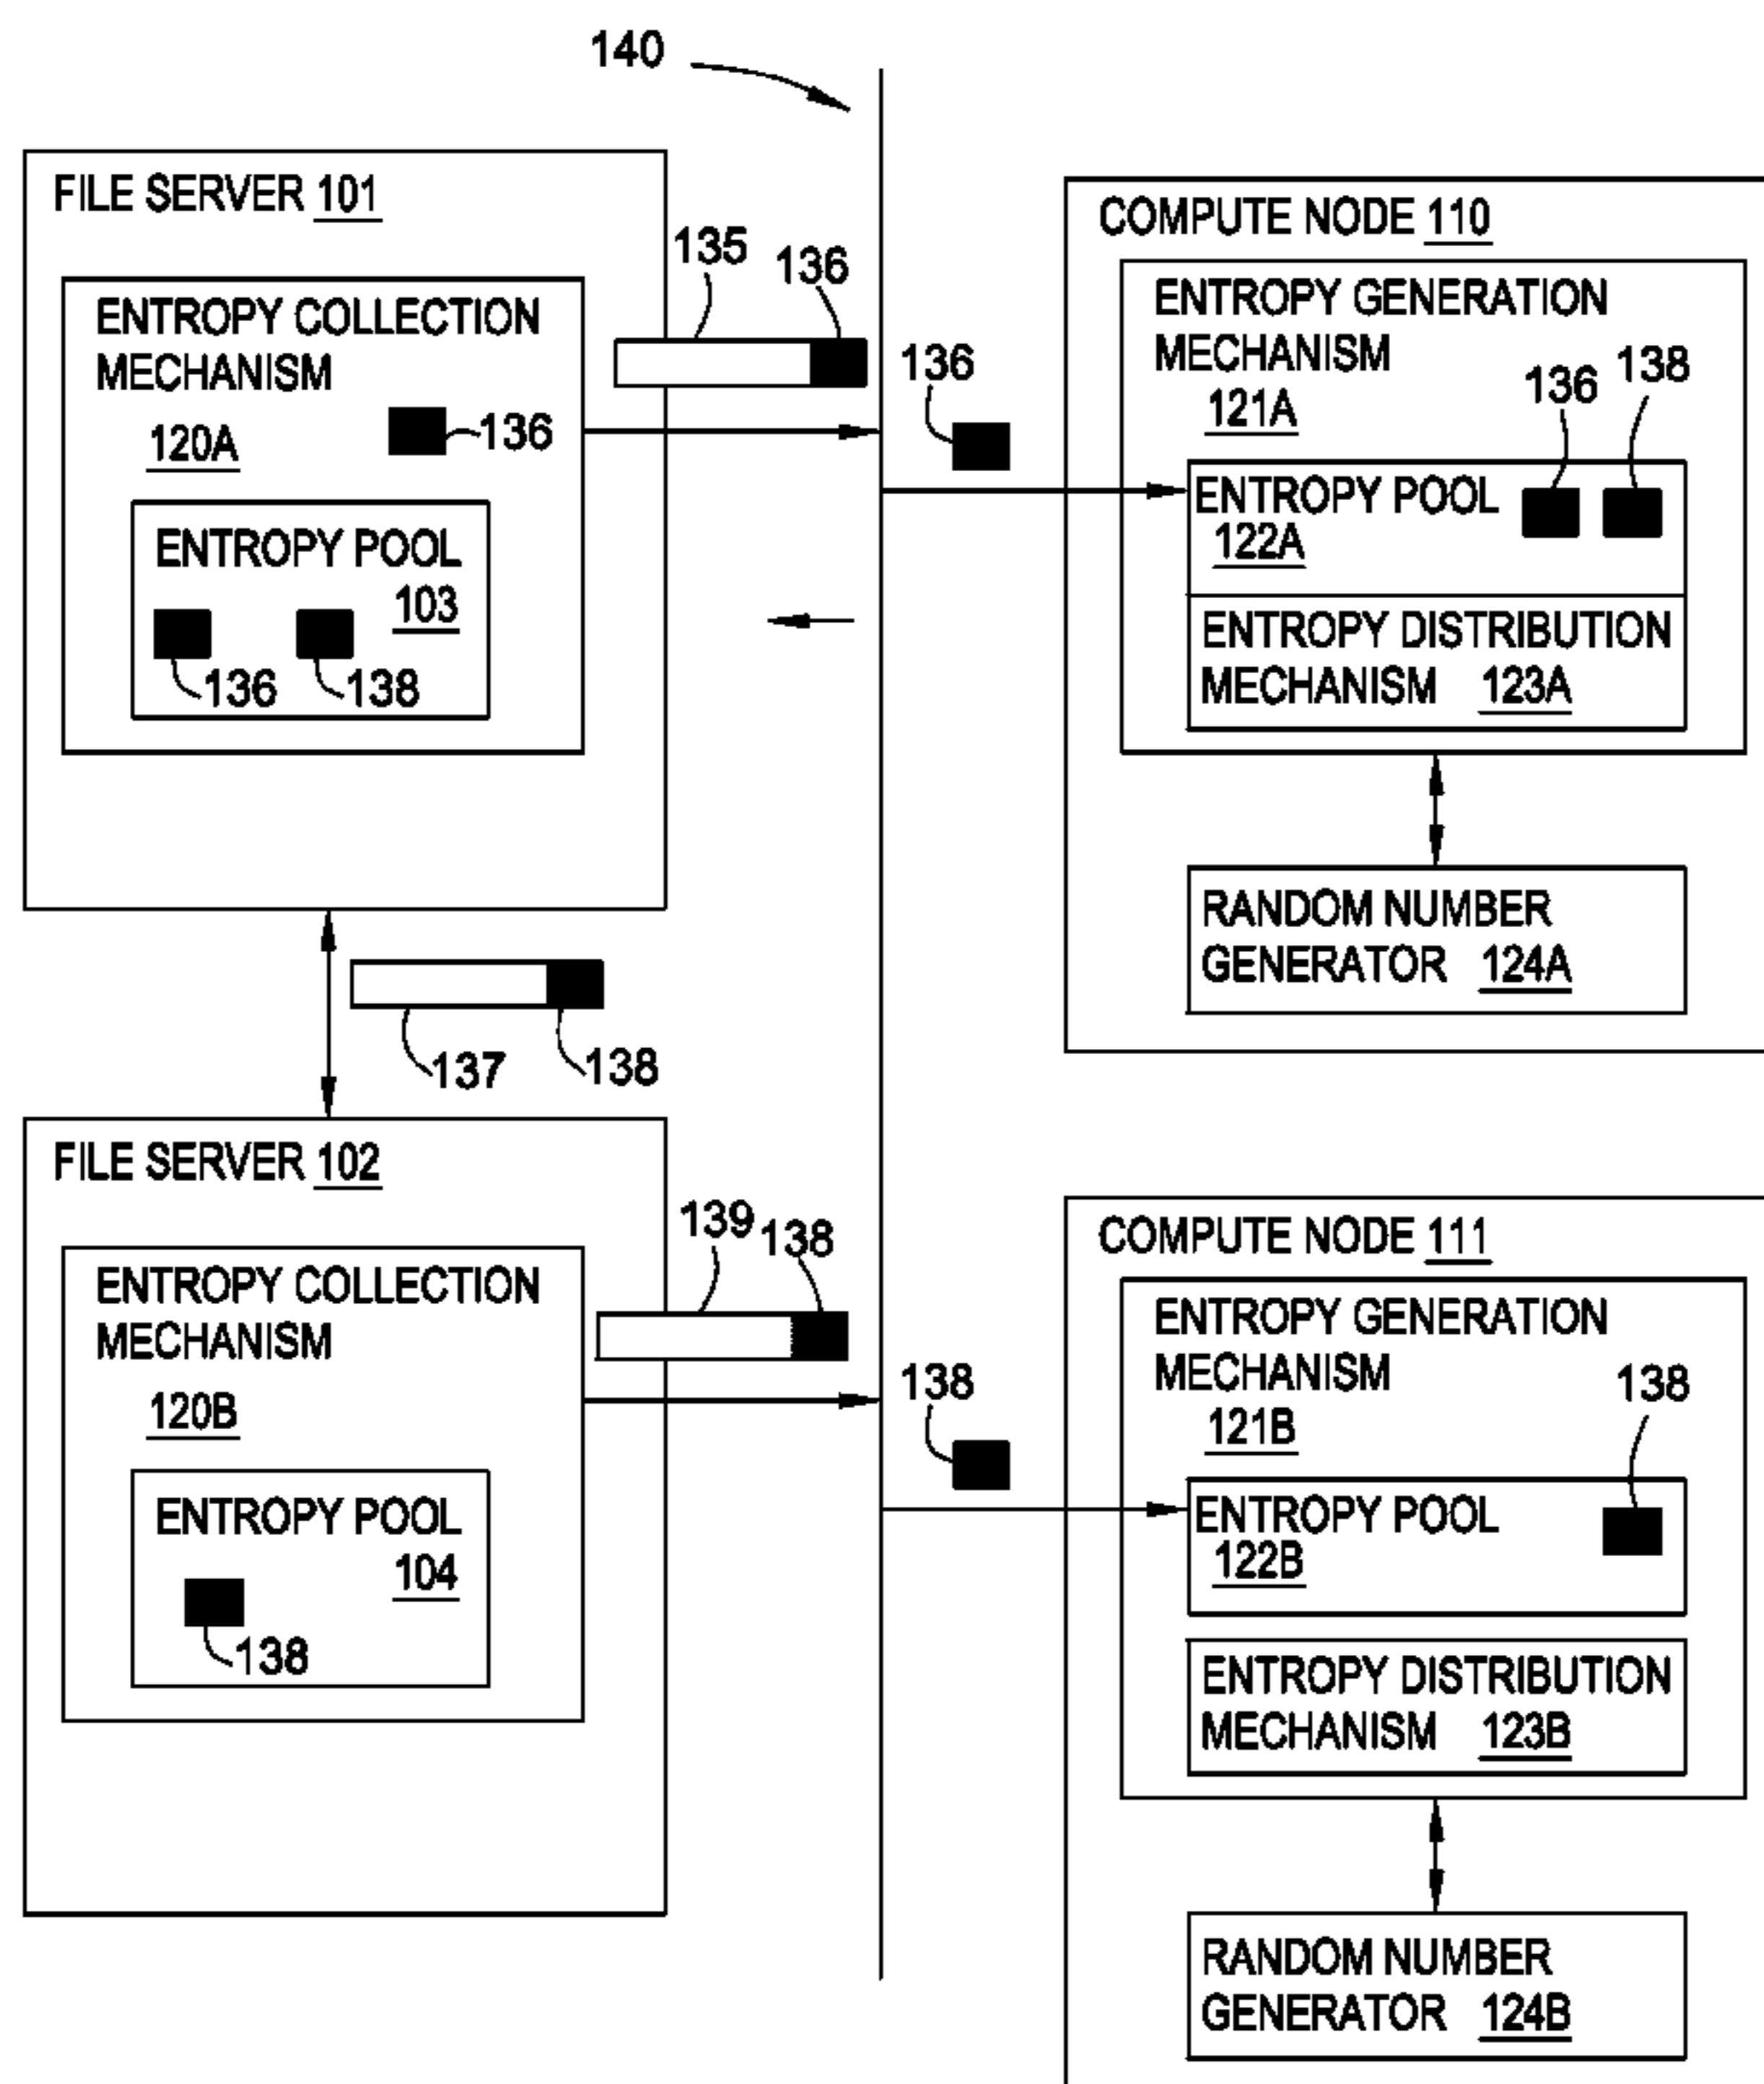 140
FILE SERVER 101
ENTROPY COLLECTION
MECHANISM
120A
136
ENTROPY POOL
103
136
138
135
136
136
COMPUTE NODE 110
ENTROPY GENERATION
MECHANISM
121A
136
138
ENTROPY POOL
122A
ENTROPY DISTRIBUTION
MECHANISM 123A
RANDOM NUMBER
GENERATOR 124A
137
138
FILE SERVER 102
ENTROPY COLLECTION
MECHANISM
120B
ENTROPY POOL
104
138
139
138
138
COMPUTE NODE 111
ENTROPY GENERATION
MECHANISM
121B
138
ENTROPY POOL
122B
ENTROPY DISTRIBUTION
MECHANISM 123B
RANDOM NUMBER
GENERATOR 124B